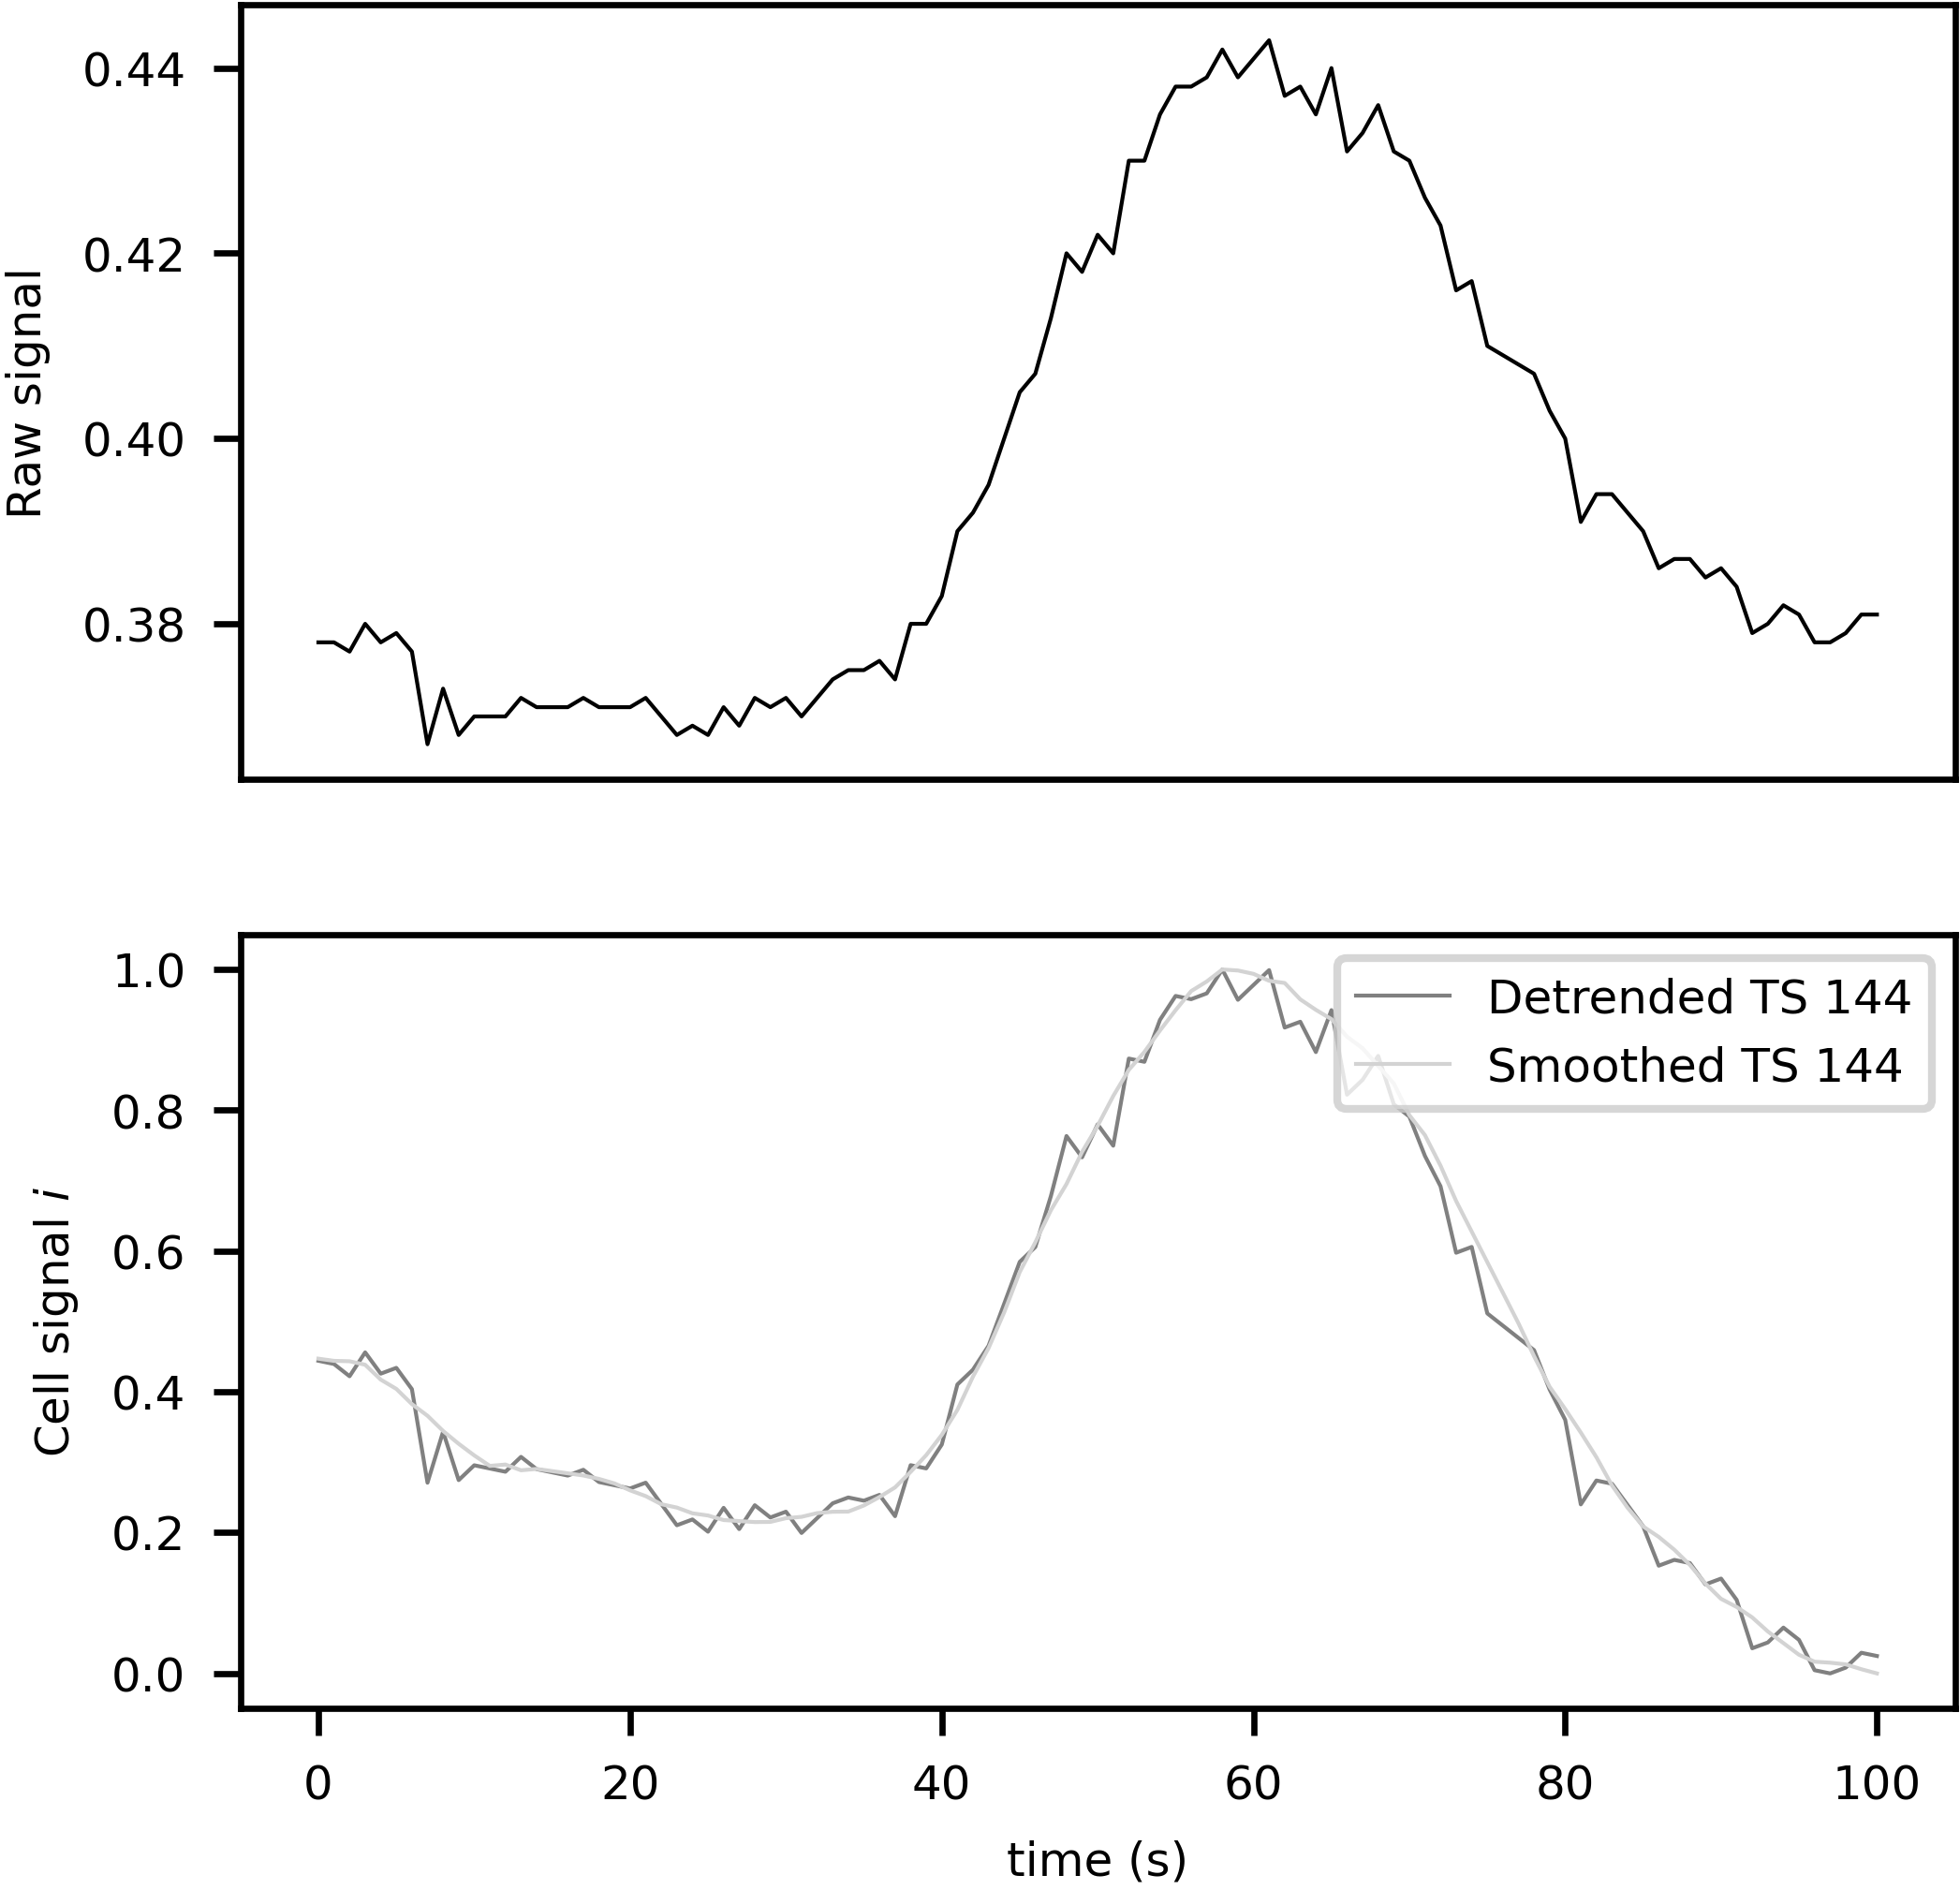 Raw signal
0.44
0.42
0.40
0.38
Cell signal i
1.0
0.8
0.6
0.4
0.2
0.0
Detrended TS 144
Smoothed TS 144
0 20 40 60 80 100
time (s)